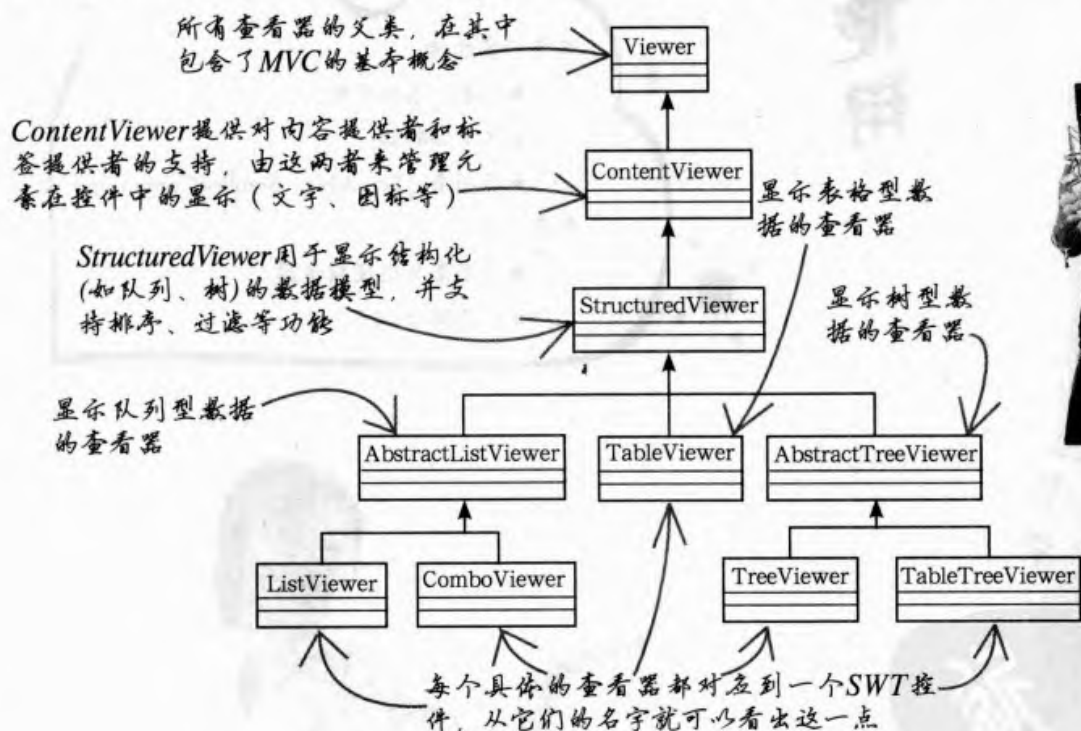 所有查看器的父类，在其中
包含了MVC的基本概念
Viewer
ContentViewer提供对内容提供者和标
签提供者的支持，由这两者来管理元
素在控件中的显示（文字、图标等）
ContentViewer
显示表格型数
据的查看器
StructuredViewer用于显示结构化
(如队列、树)的数据模型，并支
持排序、过滤等功能
StructuredViewer
显示树型数
据的查看器
显示队列型数据
的查看器
AbstractListViewer
TableViewer
AbstractTreeViewer
ListViewer
ComboViewer
TreeViewer
TableTreeViewer
每个具体的查看器都对应到一个SWT控
件，从它们的名字就可以看出这一点